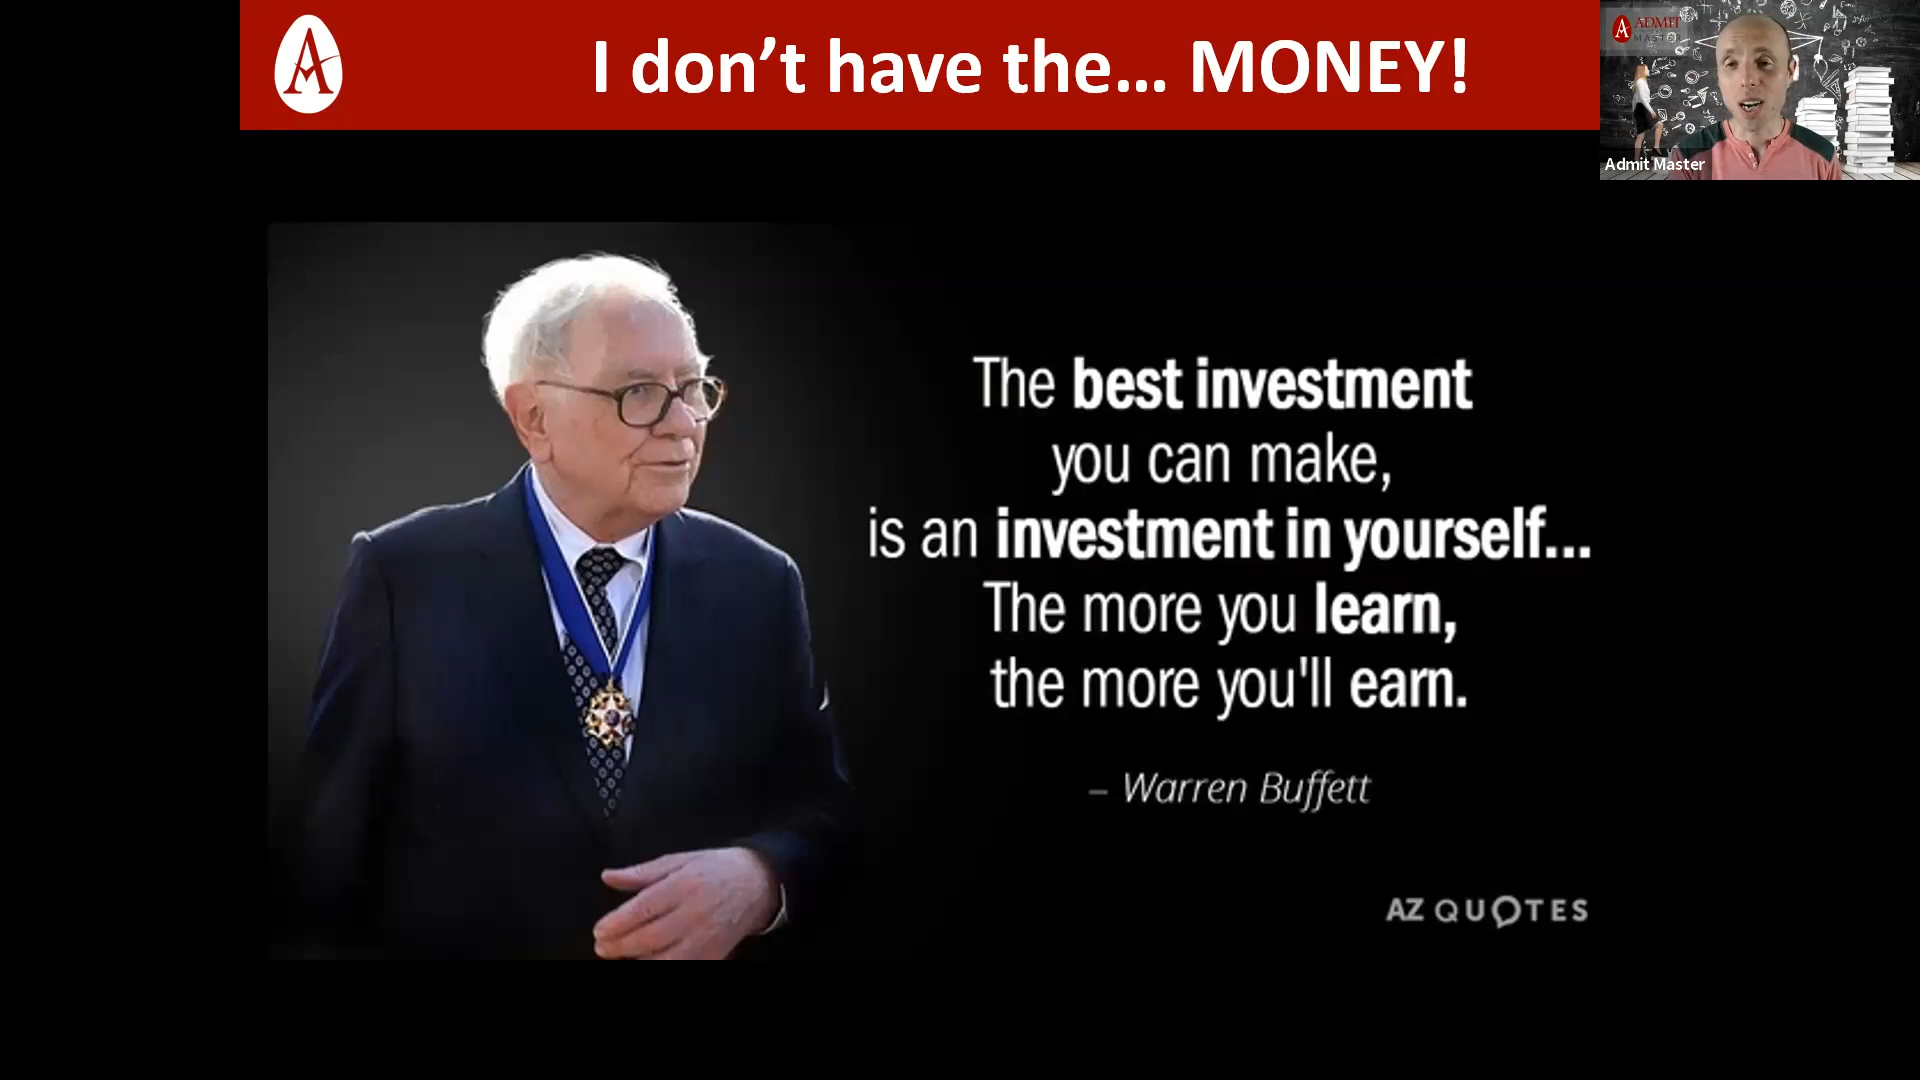 I don’t have the... MONEY!
ADMIT
MASTER
Admit Master
The best investment
you can make,
is an investment in yourself...
The more you learn,
the more you'll earn.
– Warren Buffett
AZ QUOTES